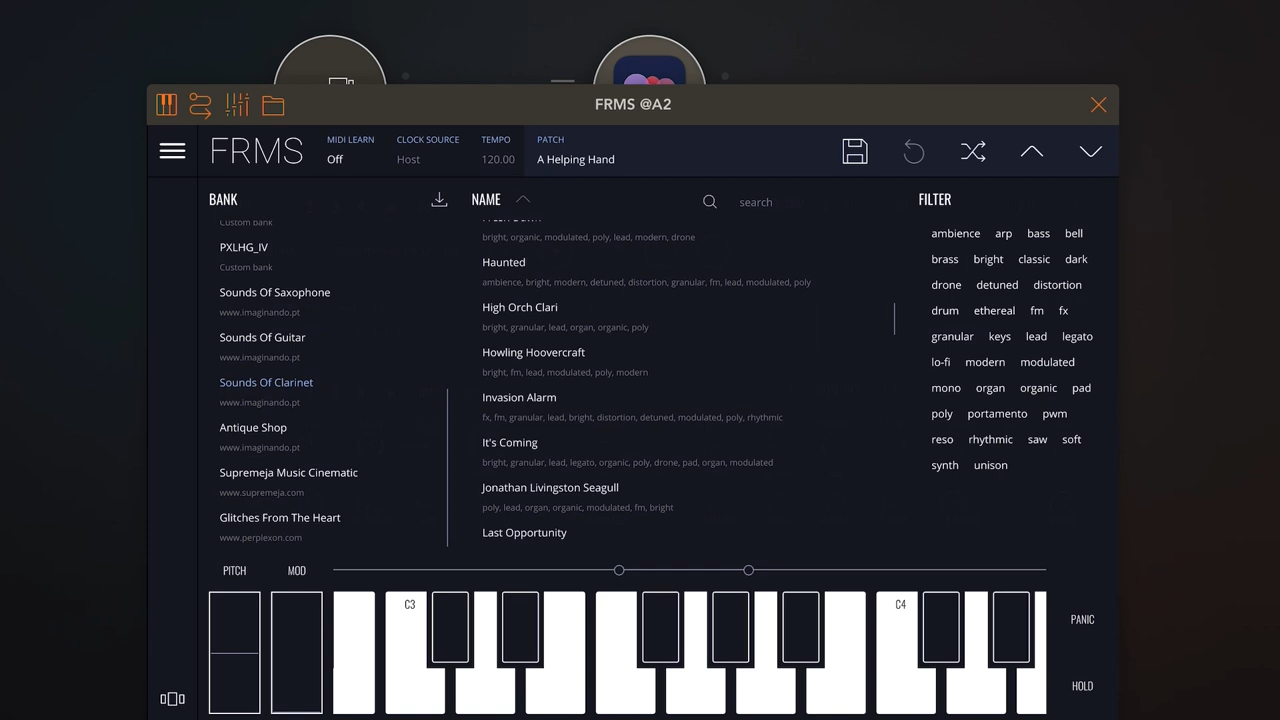 FRMS @A2
FRMS
MIDI LEARN
Off
CLOCK SOURCE
Host
TEMPO
120.00
PATCH
A Helping Hand
BANK
Custom bank
PXLHG_IV
Custom bank
Sounds Of Saxophone
www.imaginando.pt
Sounds Of Guitar
www.imaginando.pt
Sounds Of Clarinet
www.imaginando.pt
Antique Shop
www.imaginando.pt
Supremeja Music Cinematic
www.supremeja.com
Glitches From The Heart
www.perplexon.com
NAME
search
bright, organic, modulated, poly, lead, modern, drone
Haunted
ambience, bright, modern, detuned, distortion, granular, fm, lead, modulated, poly
High Orch Clari
bright, granular, lead, organ, organic, poly
Howling Hoovercraft
bright, fm, lead, modulated, poly, modern
Invasion Alarm
fx, fm, granular, lead, bright, distortion, detuned, modulated, poly, rhythmic
It's Coming
bright, granular, lead, legato, organic, poly, drone, pad, organ, modulated
Jonathan Livingston Seagull
poly, lead, organ, organic, modulated, fm, bright
Last Opportunity
FILTER
ambience arp bass bell
brass bright classic dark
drone detuned distortion
drum ethereal fm fx
granular keys lead legato
lo-fi modern modulated
mono organ organic pad
poly portamento pwm
reso rhythmic saw soft
synth unison
PITCH
MOD
C3
C4
PANIC
HOLD